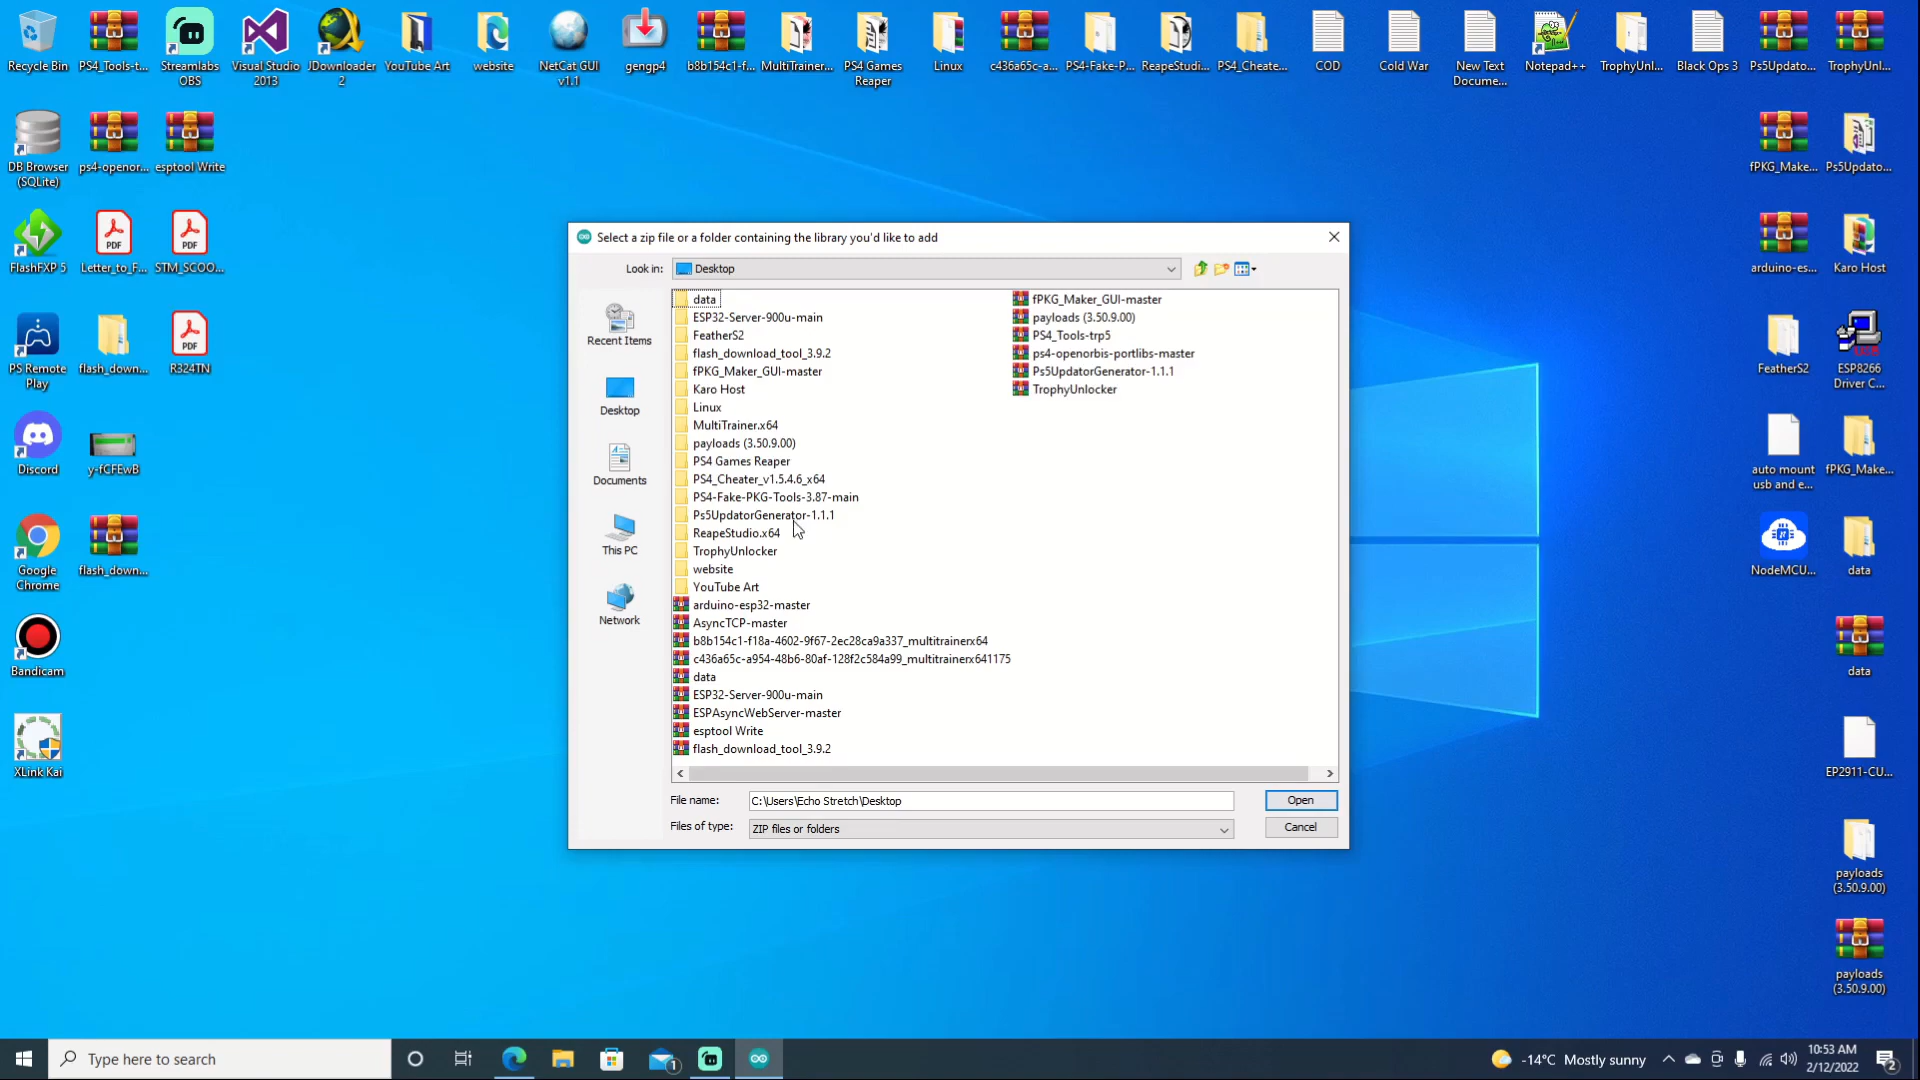 Recycle Bin
PS4_Tools-t...
Streamlabs
OBS
Visual Studio
2013
JDownloader
2
YouTube Art
website
NetCat GUI
v1.1
gengp4
b8b154c1-f...
MultiTrainer...
PS4 Games
Reaper
Linux
c436a65c-a...
PS4-Fake-P...
ReapeStudi...
PS4_Cheate...
COD
Cold War
New Text
Docume...
Notepad++
TrophyUnl...
Black Ops 3
Ps5Updato...
TrophyUnl...
DB Browser
(SQLite)
ps4-openor...
esptool Write
fPKG_Make...
Ps5Updato...
FlashFXP 5
Letter_to_F...
STM_SCOO...
arduino-es...
Karo Host
PS Remote
Play
flash_down...
R324TN
FeatherS2
ESP8266
Driver C...
Discord
y-fCFEwB
auto mount
usb and e...
fPKG_Make...
Google
Chrome
flash_down...
NodeMCU...
data
Bandicam
data
XLink Kai
EP2911-CU...
payloads
(3.50.9.00)
payloads
(3.50.9.00)
Select a zip file or a folder containing the library you'd like to add
Look in:
Desktop
Recent Items
Desktop
Documents
This PC
Network
data
ESP32-Server-900u-main
FeatherS2
flash_download_tool_3.9.2
fPKG_Maker_GUI-master
Karo Host
Linux
MultiTrainer.x64
payloads (3.50.9.00)
PS4 Games Reaper
PS4_Cheater_v1.5.4.6_x64
PS4-Fake-PKG-Tools-3.87-main
Ps5UpdatorGenerator-1.1.1
ReapeStudio.x64
TrophyUnlocker
website
YouTube Art
arduino-esp32-master
AsyncTCP-master
b8b154c1-f18a-4602-9f67-2ec28ca9a337_multitrainerx64
c436a65c-a954-48b6-80af-128f2c584a99_multitrainerx641175
data
ESP32-Server-900u-main
ESPAsyncWebServer-master
esptool Write
flash_download_tool_3.9.2
fPKG_Maker_GUI-master
payloads (3.50.9.00)
PS4_Tools-trp5
ps4-openorbis-portlibs-master
Ps5UpdatorGenerator-1.1.1
TrophyUnlocker
File name:
C:\Users\Echo Stretch\Desktop
Open
Files of type:
ZIP files or folders
Cancel
Type here to search
1
-14°C Mostly sunny
10:53 AM
2/12/2022
2